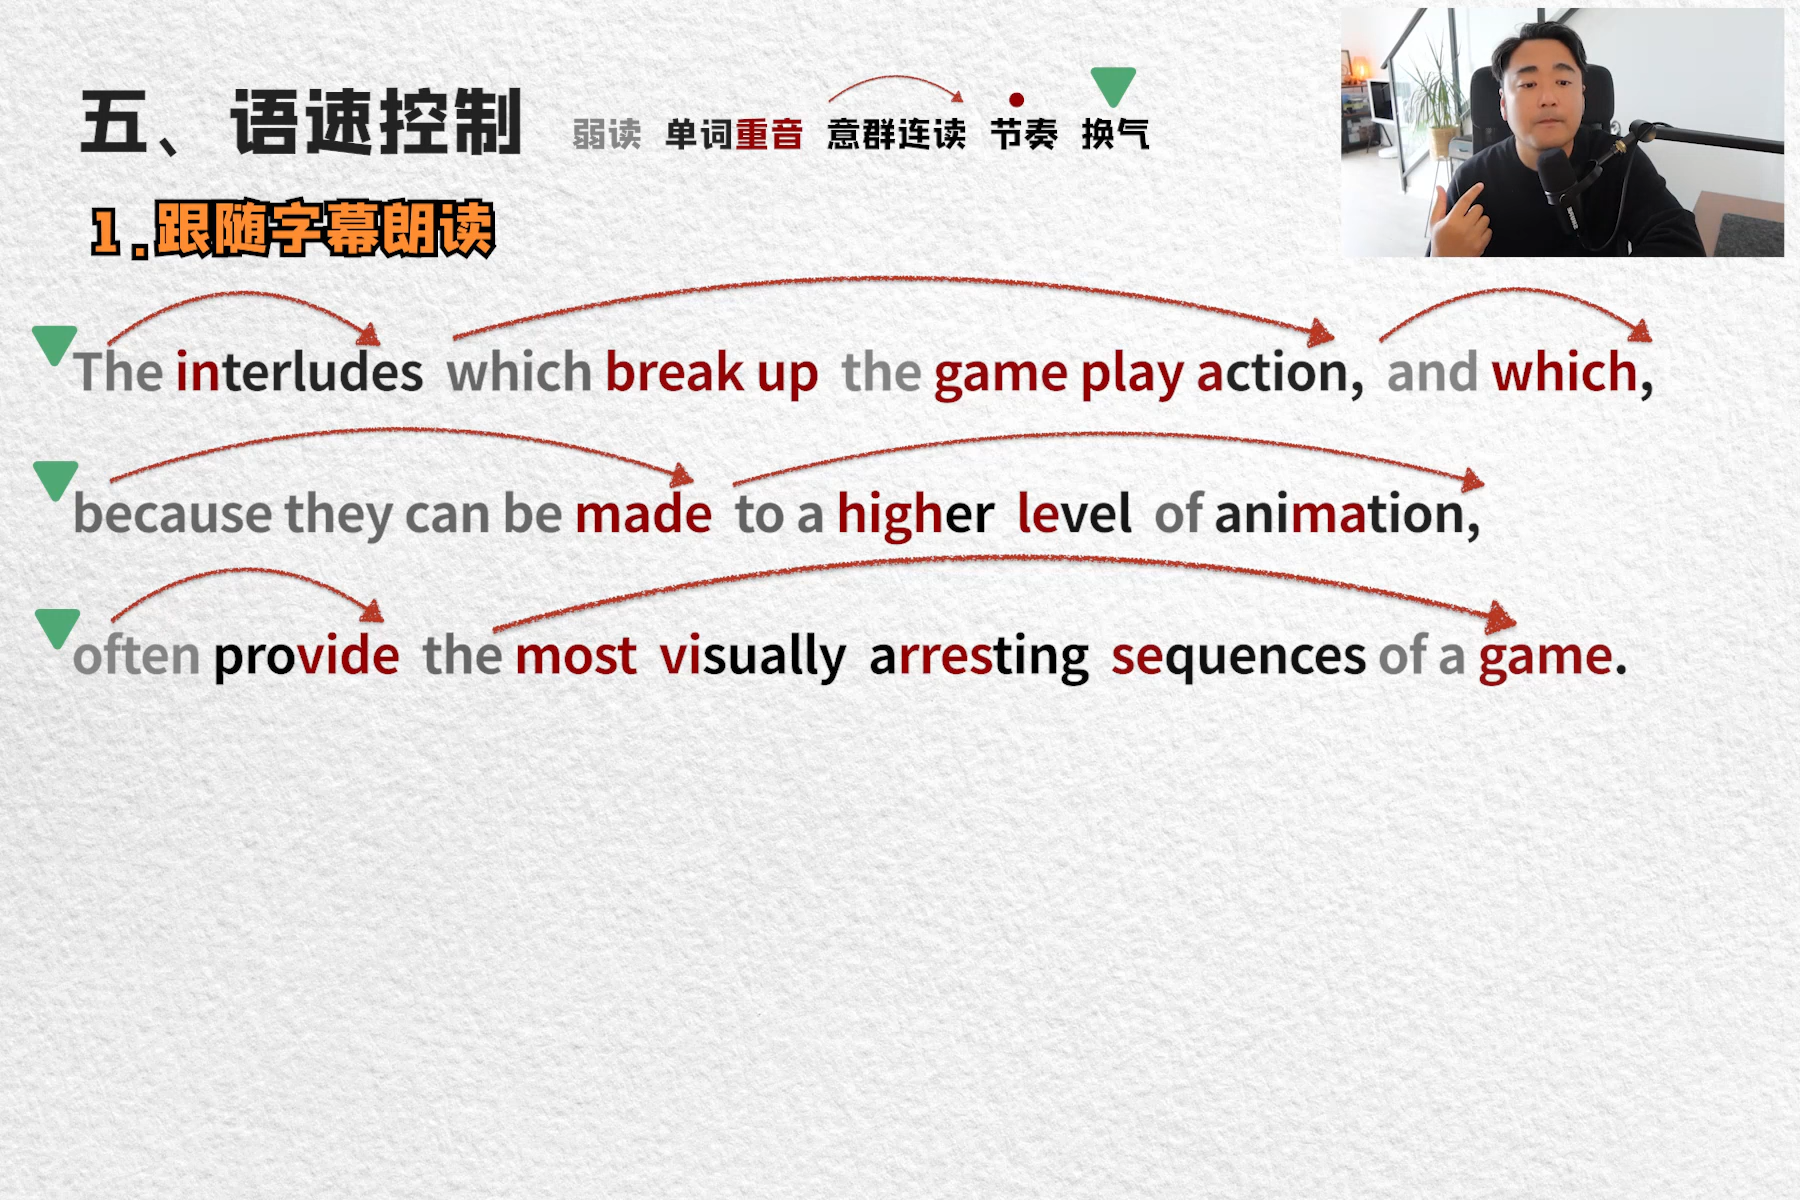 五、语速控制
弱读 单词重音 意群连读 节奏 换气
1.跟随字幕朗读
The interludes which break up the game play action, and which,
because they can be made to a higher level of animation,
often provide the most visually arresting sequences of a game.